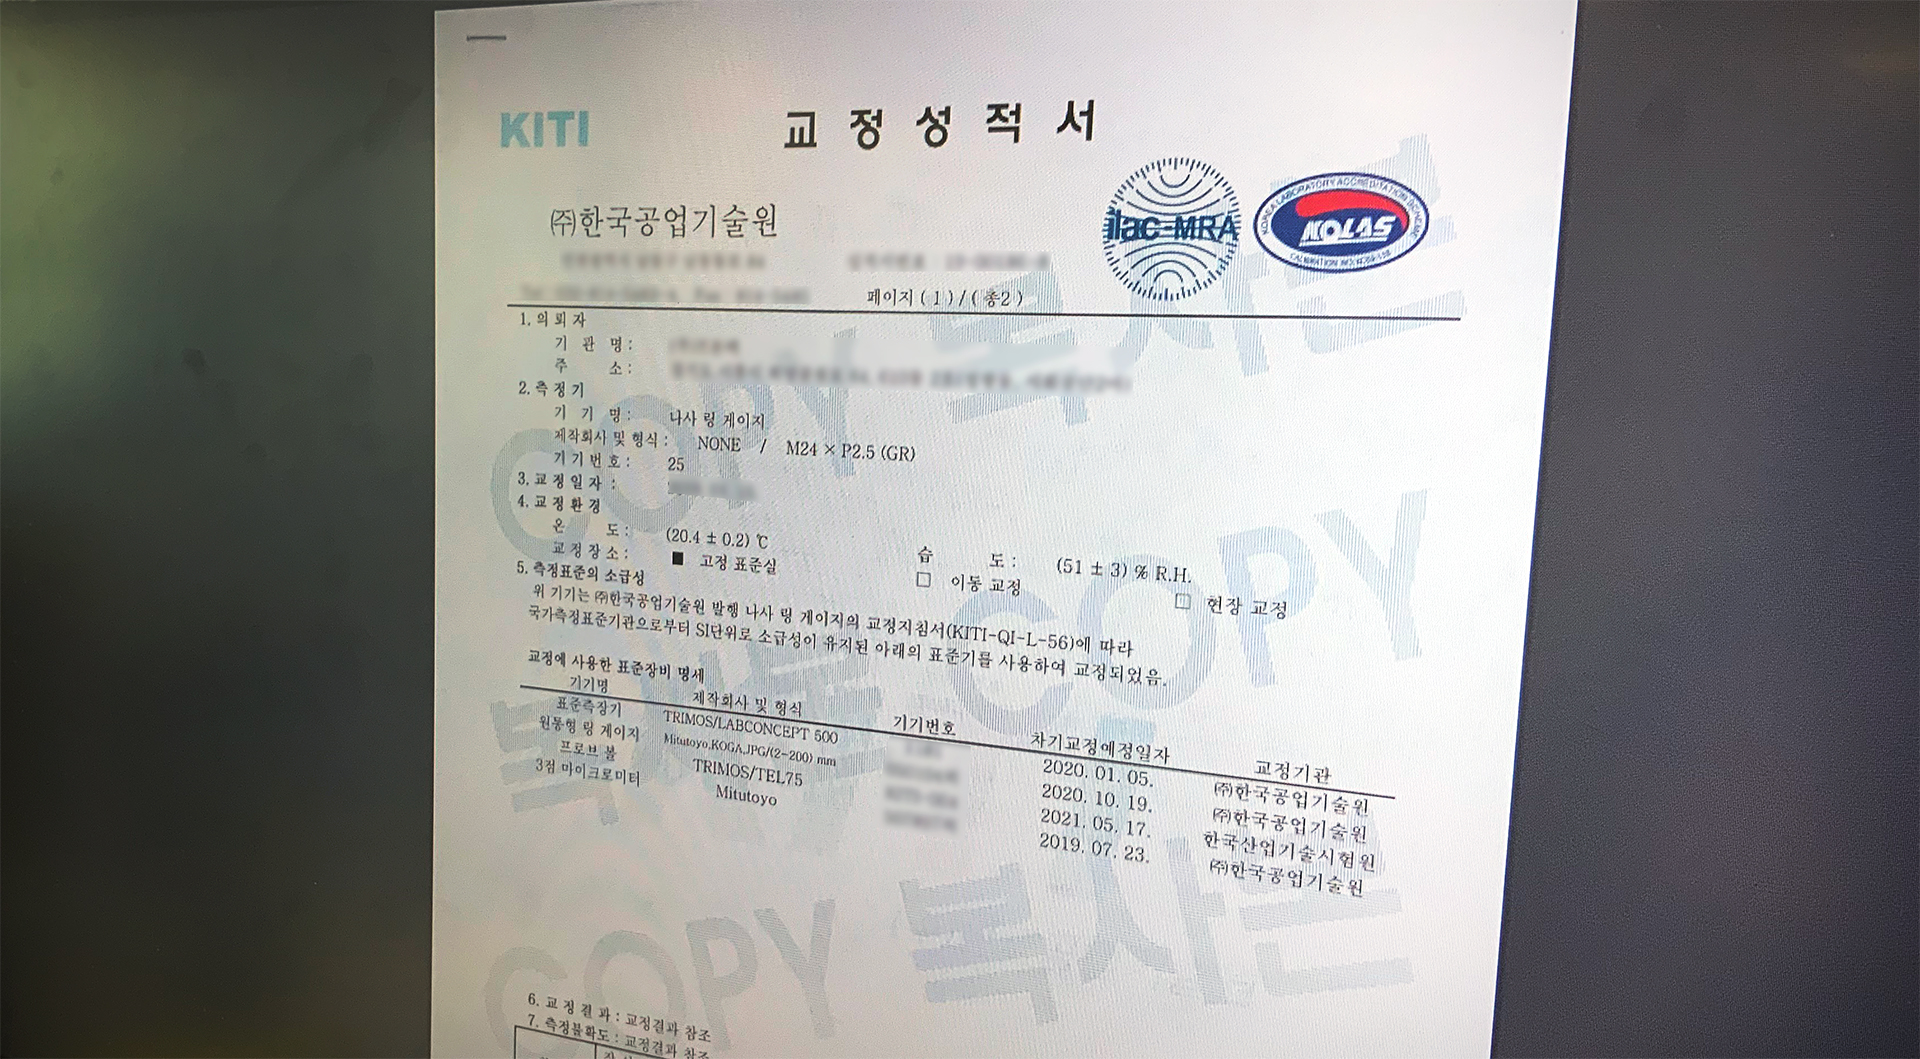 KITI
교 정 성 적 서
㈜한국공업기술원
ilac-MRA
KOREA LABORATORY ACCREDITATION SCHEME
KOLAS
페이지 ( 1 ) / ( 총2 )
1. 의 뢰 자
기 관 명 :
주 소 :
2. 측 정 기
기 기 명 : 나사 링 게이지
제작회사 및 형식 : NONE / M24 × P2.5 (GR)
기 기 번 호 : 25
3. 교 정 일 자 :
4. 교 정 환 경
온 도 : (20.4 ± 0.2) ℃ 습 도 : (51 ± 3) % R.H.
교 정 장 소 : ■ 고정 표준실 □ 이동 교정 □ 현장 교정
5. 측정표준의 소급성
위 기기는 ㈜한국공업기술원 발행 나사 링 게이지의 교정지침서(KITI-QI-L-56)에 따라
국가측정표준기관으로부터 SI단위로 소급성이 유지된 아래의 표준기를 사용하여 교정되었음.
교정에 사용한 표준장비 명세
기기명 제작회사 및 형식 기기번호 차기교정예정일자 교정기관
표준측장기 TRIMOS/LABCONCEPT 500 2020. 01. 05. ㈜한국공업기술원
원통형 링 게이지 Mitutoyo,KOGA,JPG/(2-200) mm 2020. 10. 19. ㈜한국공업기술원
프로브 볼 TRIMOS/TEL75 2021. 05. 17. 한국산업기술시험원
3점 마이크로미터 Mitutoyo 2019. 07. 23. ㈜한국공업기술원
6. 교 정 결 과 : 교정결과 참조
7. 측정불확도 : 교정결과 참조
COPY
COPY
COPY